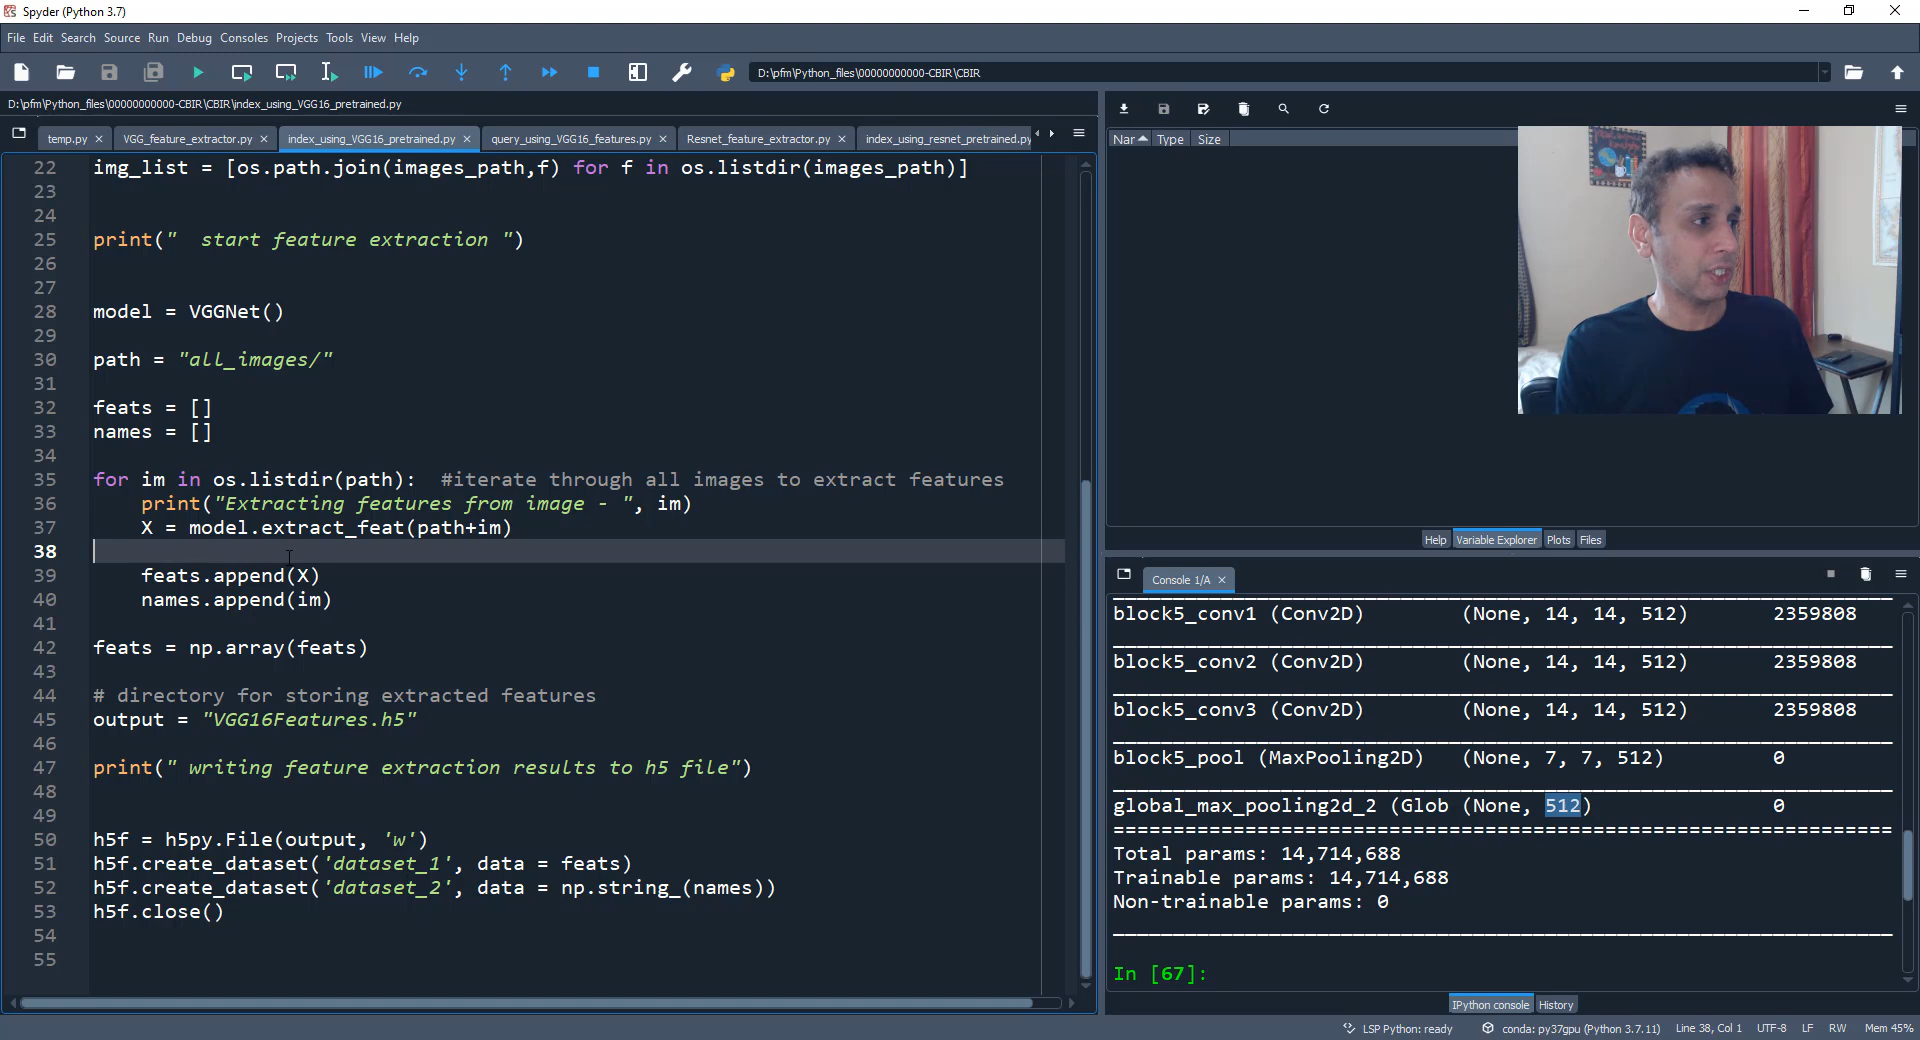 Spyder (Python 3.7)
File Edit Search Source Run Debug Consoles Projects Tools View Help
D:\pfm\Python_files\00000000000-CBIR\CBIR
D:\pfm\Python_files\00000000000-CBIR\CBIR\index_using_VGG16_pretrained.py
temp.py VGG_feature_extractor.py index_using_VGG16_pretrained.py query_using_VGG16_features.py Resnet_feature_extractor.py index_using_resnet_pretrained.py
22 img_list = [os.path.join(images_path,f) for f in os.listdir(images_path)]
23
24
25 print("  start feature extraction ")
26
27
28 model = VGGNet()
29
30 path = "all_images/"
31
32 feats = []
33 names = []
34
35 for im in os.listdir(path):  #iterate through all images to extract features
36     print("Extracting features from image - ", im)
37     X = model.extract_feat(path+im)
38
39     feats.append(X)
40     names.append(im)
41
42 feats = np.array(feats)
43
44 # directory for storing extracted features
45 output = "VGG16Features.h5"
46
47 print(" writing feature extraction results to h5 file")
48
49
50 h5f = h5py.File(output, 'w')
51 h5f.create_dataset('dataset_1', data = feats)
52 h5f.create_dataset('dataset_2', data = np.string_(names))
53 h5f.close()
54
55
Nar Type Size
Help Variable Explorer Plots Files
Console 1/A
block5_conv1 (Conv2D) (None, 14, 14, 512) 2359808
block5_conv2 (Conv2D) (None, 14, 14, 512) 2359808
block5_conv3 (Conv2D) (None, 14, 14, 512) 2359808
block5_pool (MaxPooling2D) (None, 7, 7, 512) 0
global_max_pooling2d_2 (Glob (None, 512) 0
Total params: 14,714,688
Trainable params: 14,714,688
Non-trainable params: 0
In [67]:
IPython console History
LSP Python: ready conda: py37gpu (Python 3.7.11) Line 38, Col 1 UTF-8 LF RW Mem 45%